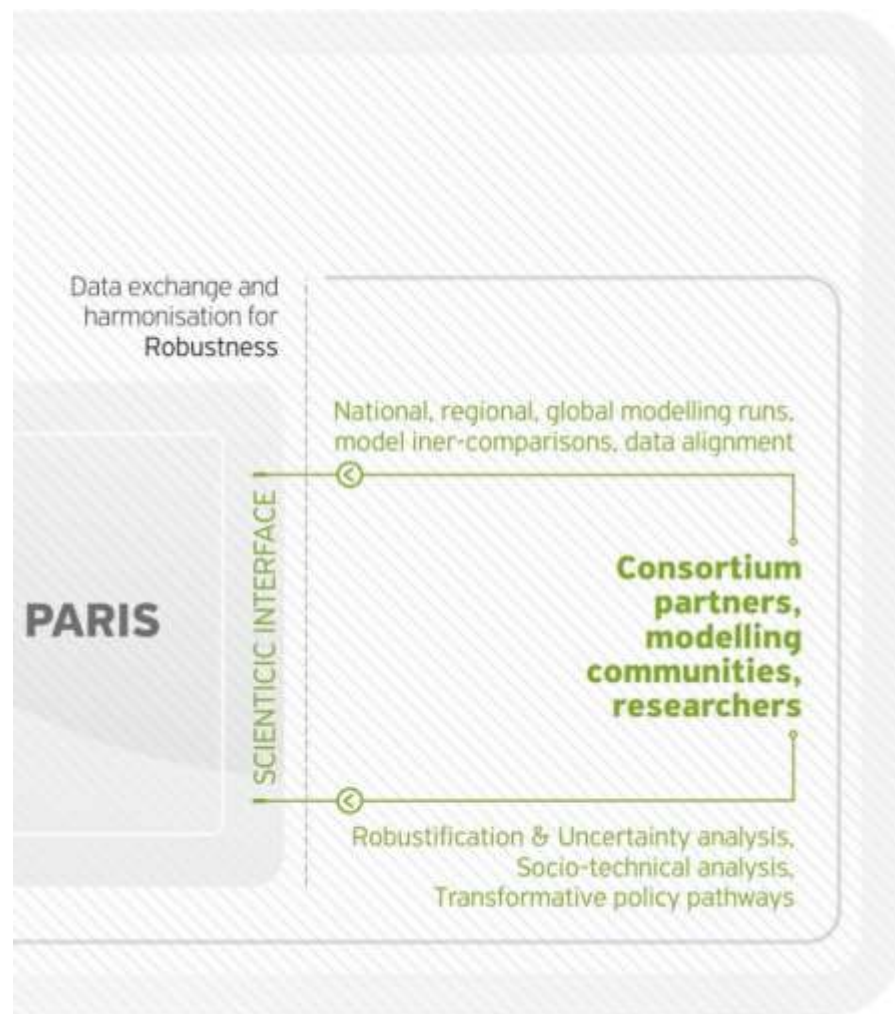 Data exchange and
harmonisation for
Robustness
National, regional, global modelling runs,
model iner-comparisons, data alignment
SCIENTICIC INTERFACE
PARIS
Consortium
partners,
modelling
communities,
researchers
Robustification & Uncertainty analysis,
Socio-technical analysis,
Transformative policy pathways